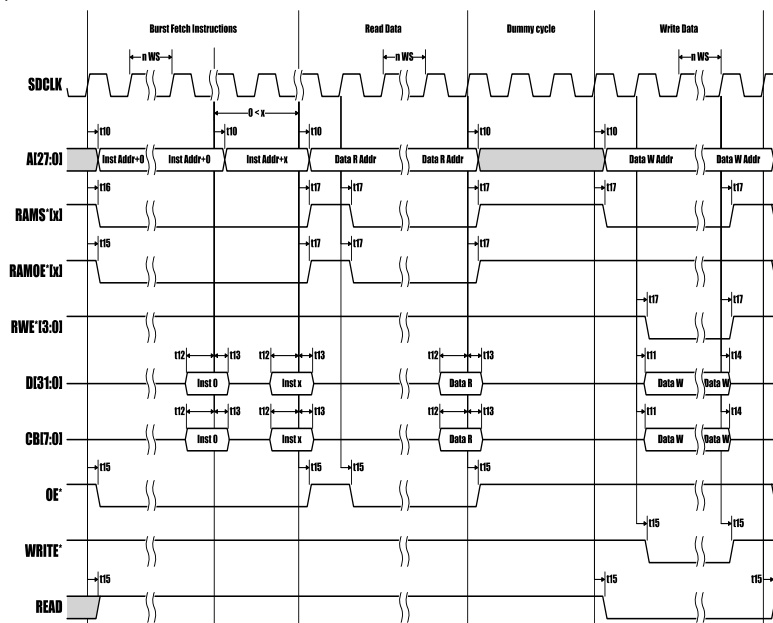 Burst Fetch Instructions Read Data Dummy cycle Write Data
n WS n WS n WS
SDCLK
0 < x
t10 t10 t10 t10 t10
A[27:0] Inst Addr+0 Inst Addr+0 Inst Addr+x Data R Addr Data R Addr Data W Addr Data W Addr
t16 t17 t17 t17 t17 t17
RAMS*[x]
t15 t17 t17 t17
RAMOE*[x]
t17 t17
RWE*[3:0]
t12 t13 t12 t13 t12 t13 t11 t14
D[31:0] Inst 0 Inst x Data R Data W Data W
t12 t13 t12 t13 t12 t13 t11 t14
CB[7:0] Inst 0 Inst x Data R Data W Data W
t15 t15 t15 t15
OE*
t15 t15
WRITE*
t15 t15 t15
READ